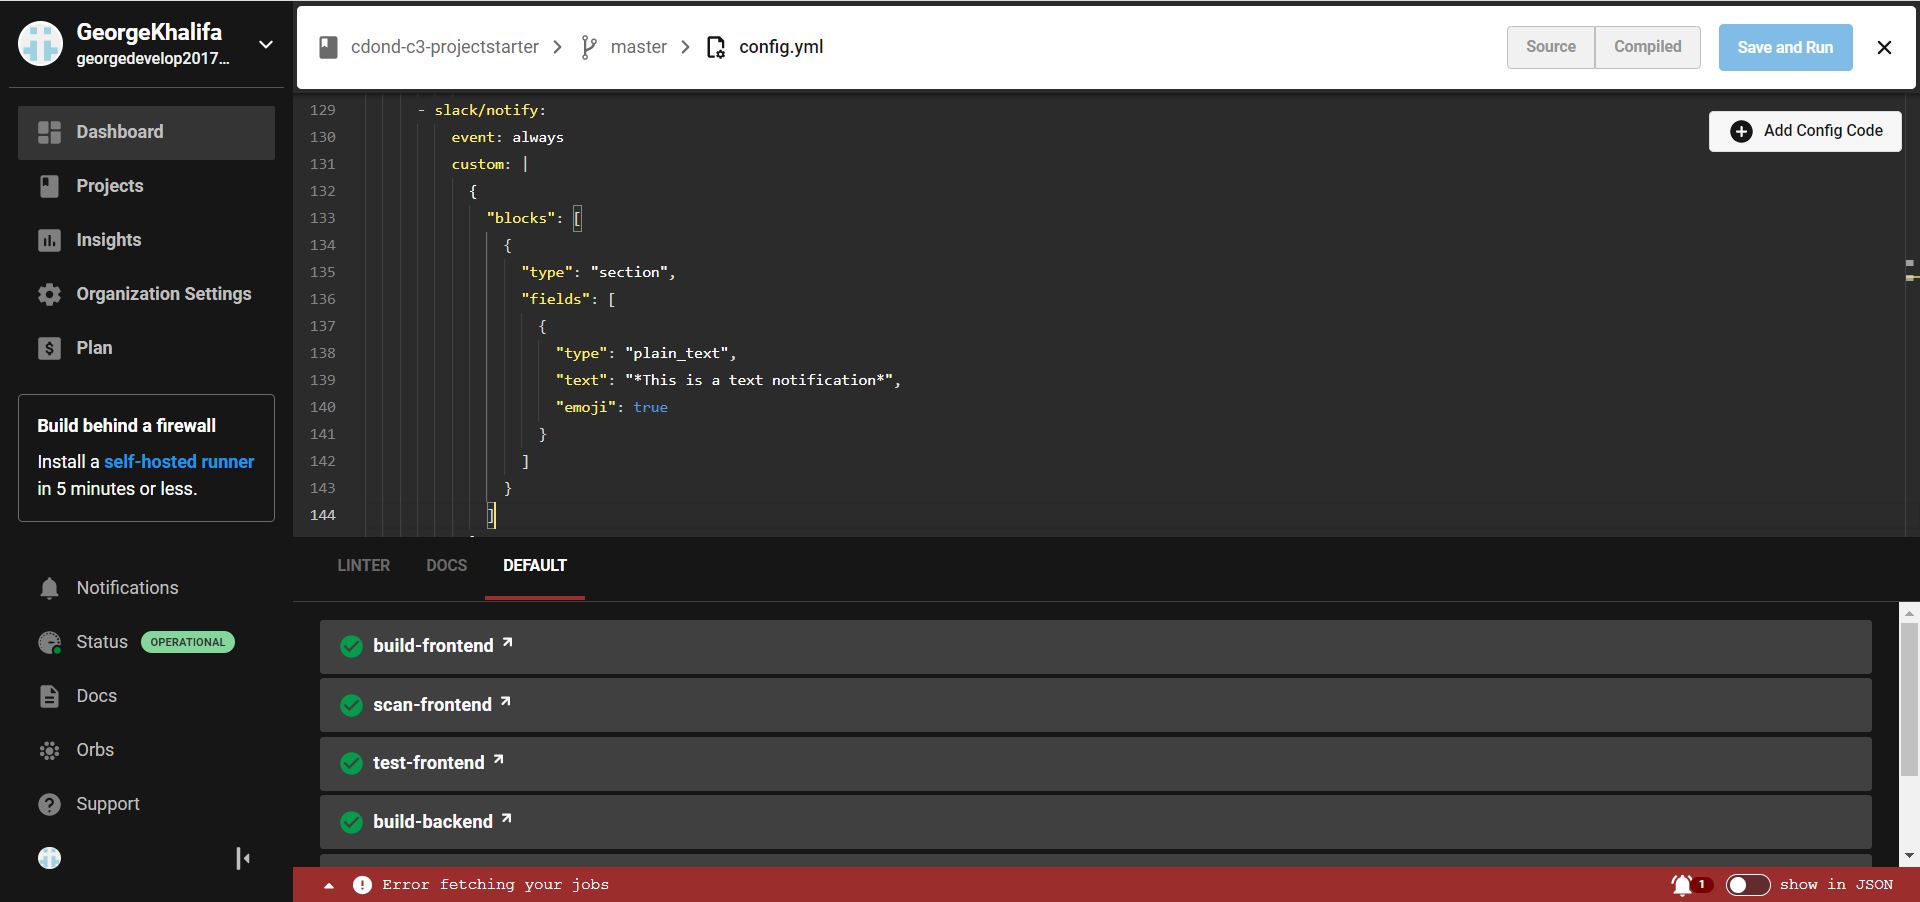 GeorgeKhalifa
georgedevelop2017...
Dashboard
Projects
Insights
Organization Settings
Plan
Build behind a firewall
Install a self-hosted runner
in 5 minutes or less.
Notifications
Status OPERATIONAL
Docs
Orbs
Support
cdond-c3-projectstarter > master > config.yml
Source Compiled Save and Run
Add Config Code
129 - slack/notify:
130 event: always
131 custom: |
132 {
133 "blocks": [
134 {
135 "type": "section",
136 "fields": [
137 {
138 "type": "plain_text",
139 "text": "*This is a text notification*",
140 "emoji": true
141 }
142 ]
143 }
144 ]
LINTER DOCS DEFAULT
build-frontend
scan-frontend
test-frontend
build-backend
Error fetching your jobs
1 show in JSON